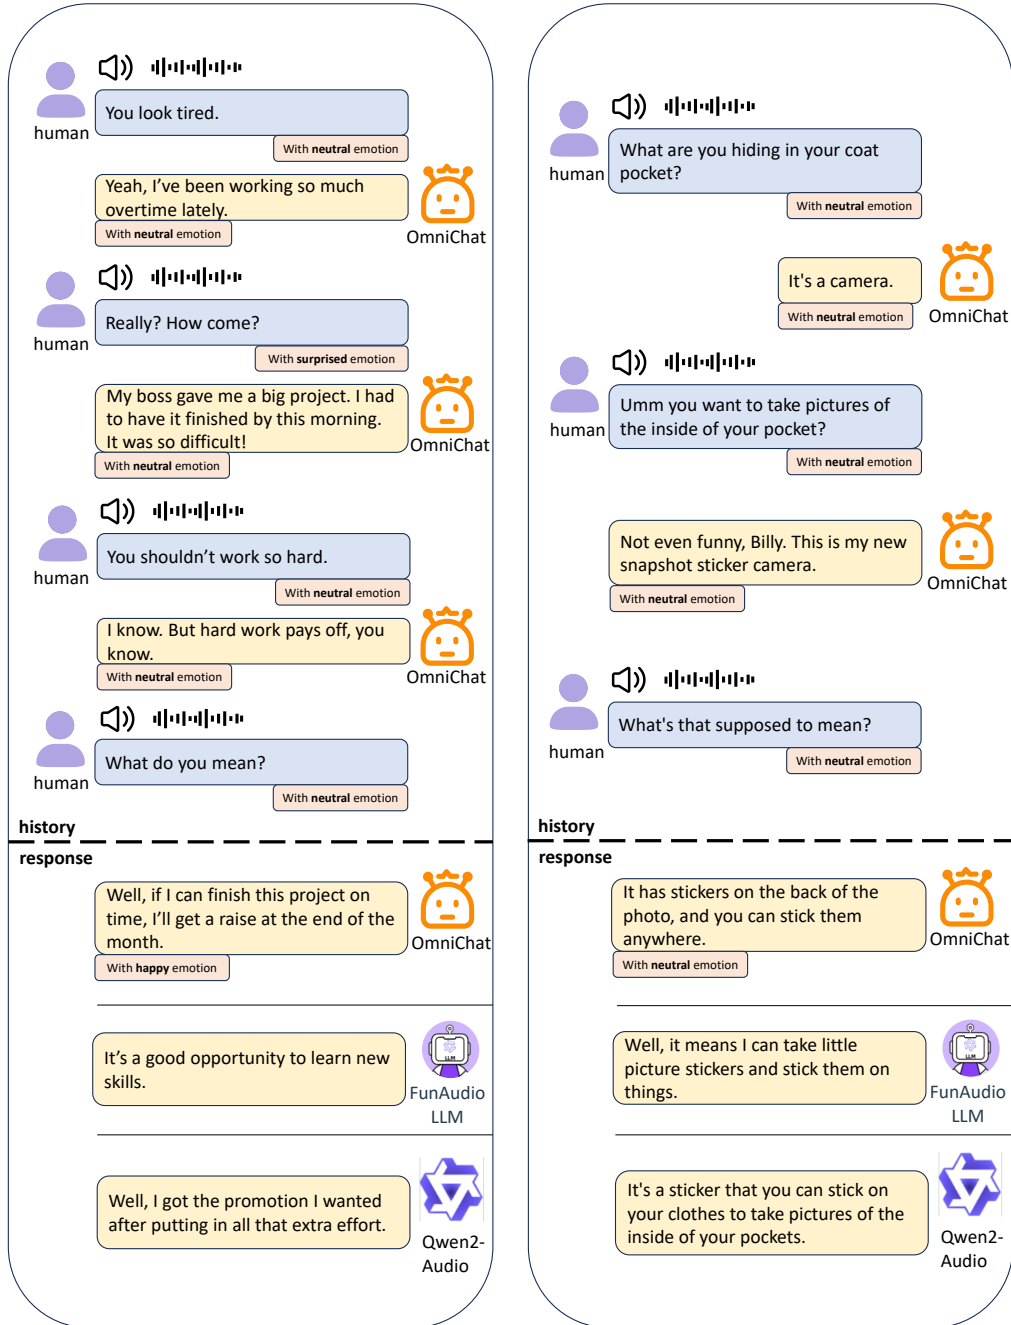 You look tired.
human
With neutral emotion
Yeah, I've been working so much
overtime lately.
With neutral emotion
OmniChat
Really? How come?
human
With surprised emotion
My boss gave me a big project. I had
to have it finished by this morning.
It was so difficult!
OmniChat
With neutral emotion
You shouldn't work so hard.
human
With neutral emotion
I know. But hard work pays off, you
know.
With neutral emotion
OmniChat
What do you mean?
human
With neutral emotion
history
response
Well, if I can finish this project on
time, I'll get a raise at the end of the
month.
OmniChat
With happy emotion
It's a good opportunity to learn new
skills.
LLM
FunAudio
LLM
Well, I got the promotion I wanted
after putting in all that extra effort.
Qwen2-
Audio
What are you hiding in your coat
pocket?
human
With neutral emotion
It's a camera.
With neutral emotion
OmniChat
Umm you want to take pictures of
the inside of your pocket?
human
With neutral emotion
Not even funny, Billy. This is my new
snapshot sticker camera.
OmniChat
With neutral emotion
What's that supposed to mean?
human
With neutral emotion
history
response
It has stickers on the back of the
photo, and you can stick them
anywhere.
OmniChat
With neutral emotion
Well, it means I can take little
picture stickers and stick them on
things.
LLM
FunAudio
LLM
It's a sticker that you can stick on
your clothes to take pictures of the
inside of your pockets.
Qwen2-
Audio